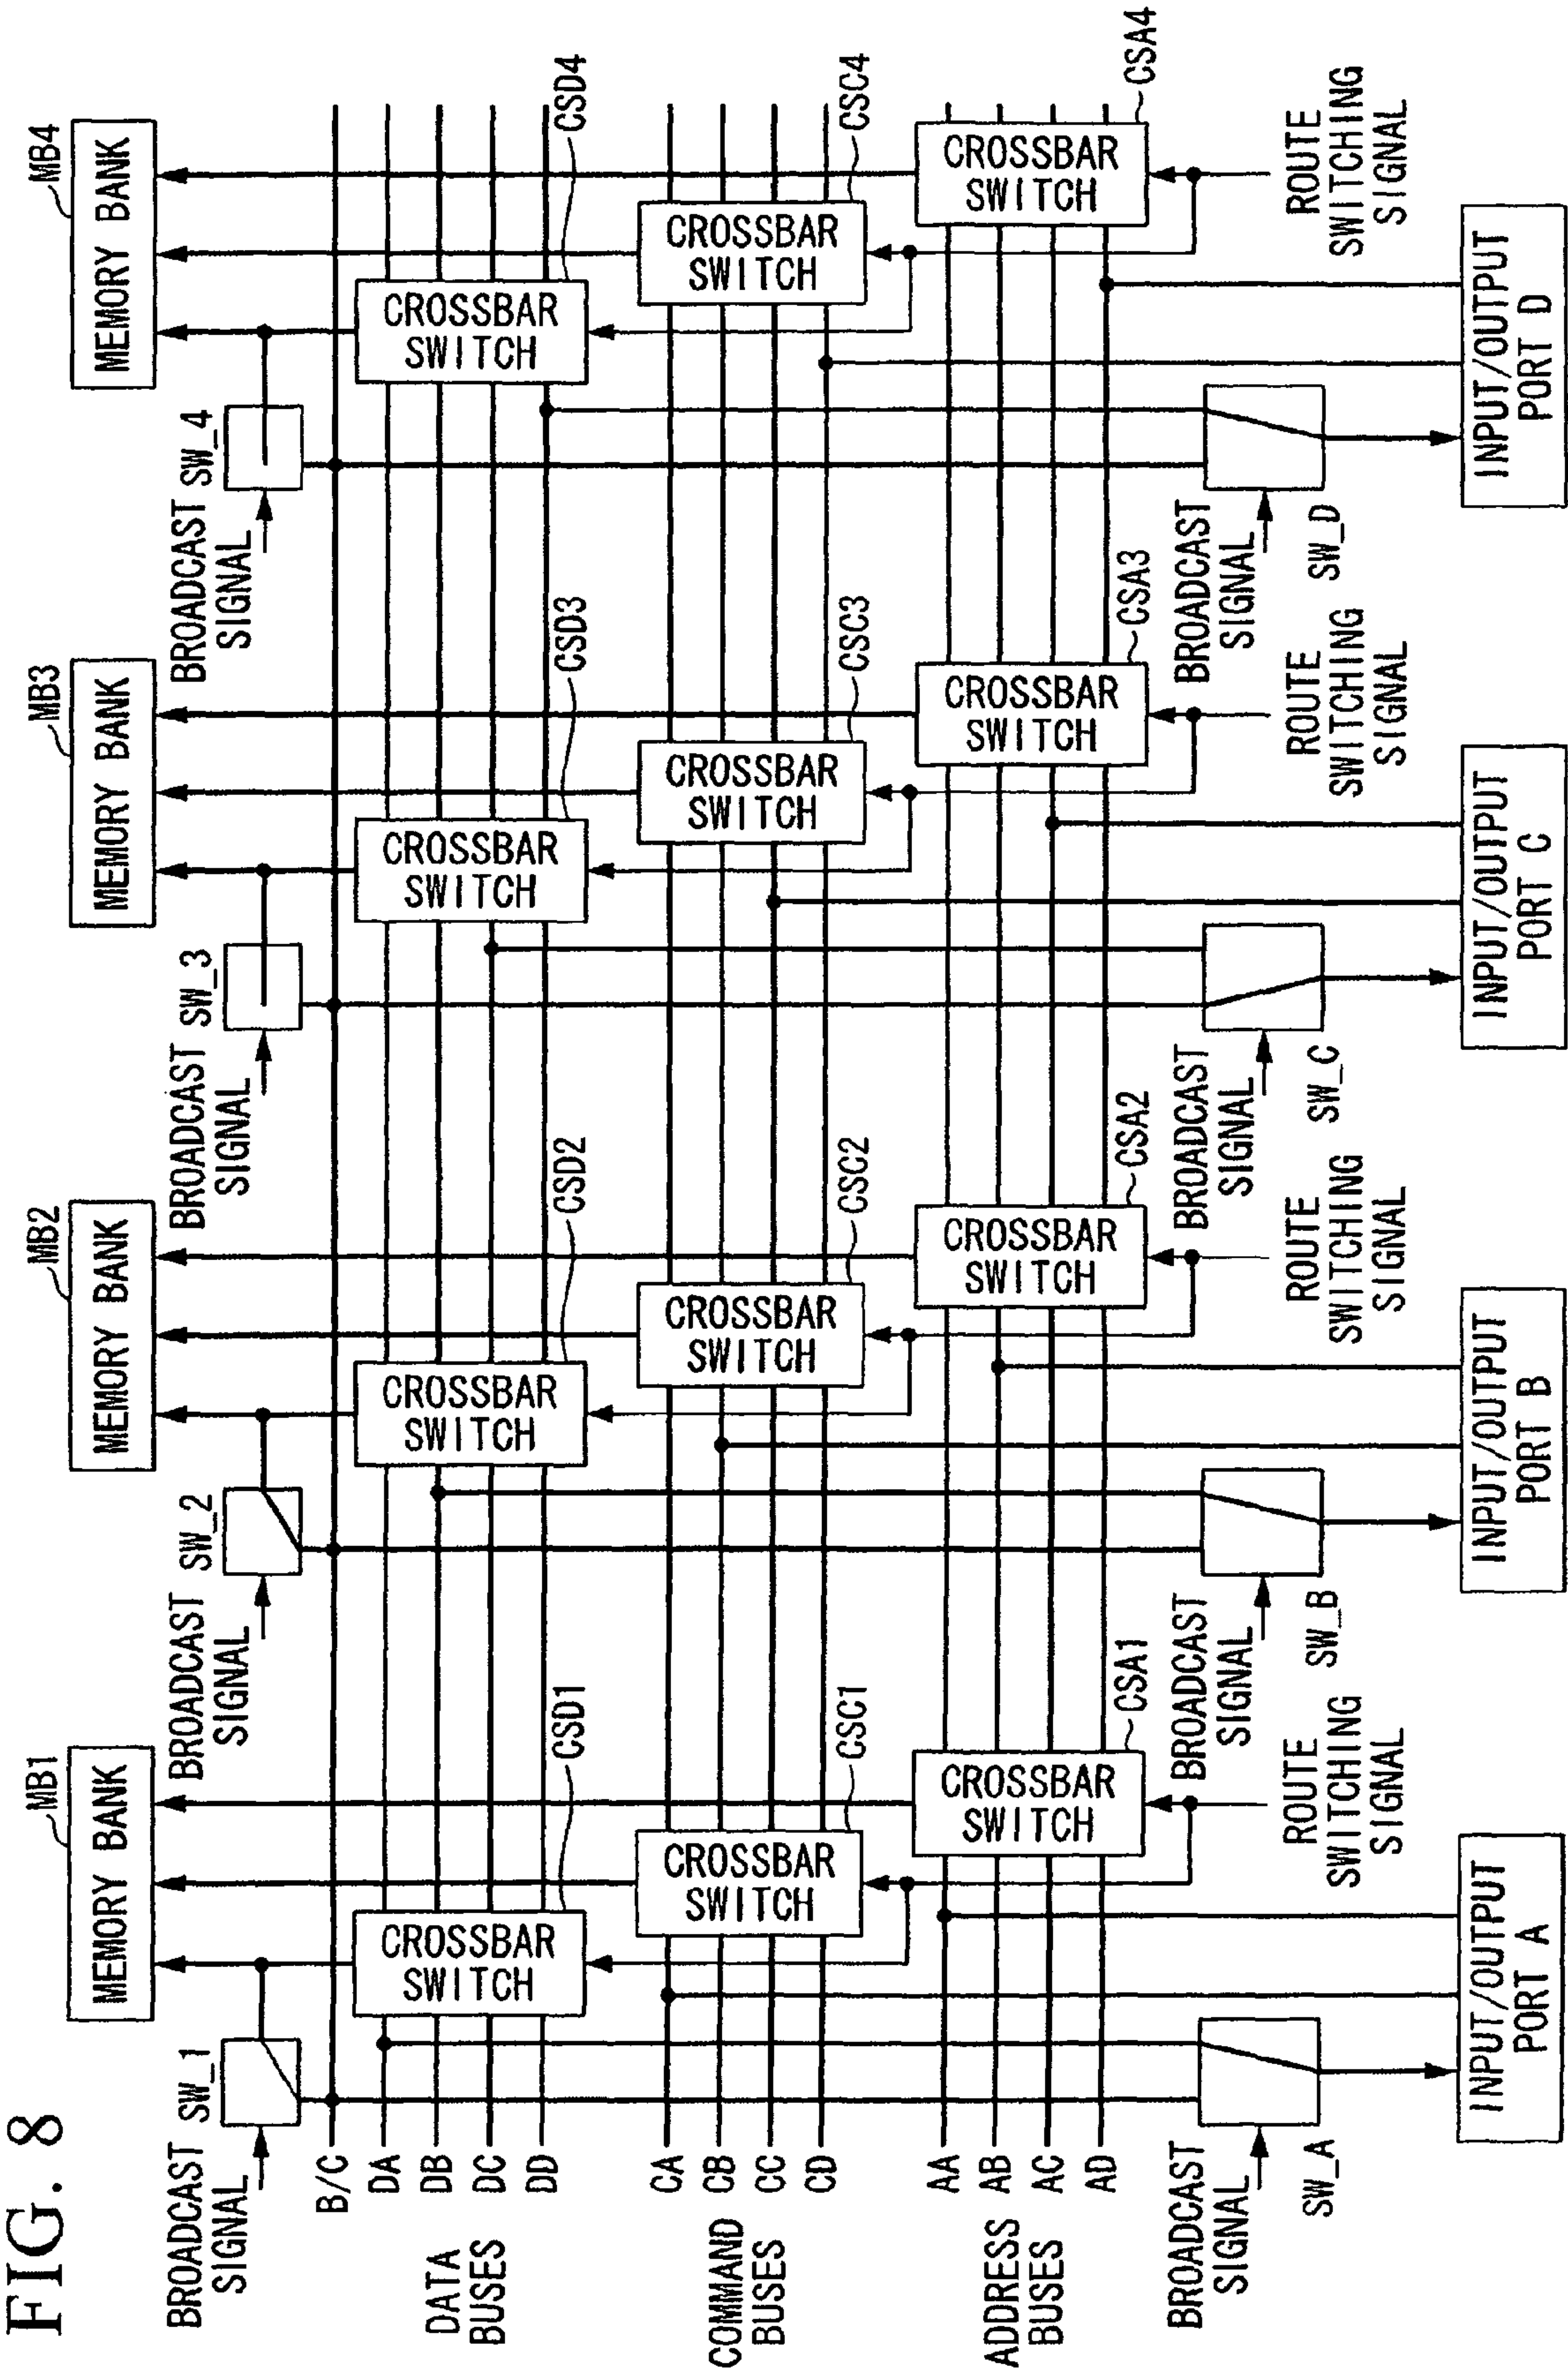 FIG. 8
MB1
MEMORY BANK
MB2
MEMORY BANK
MB3
MEMORY BANK
MB4
MEMORY BANK
BROADCAST
SIGNAL
SW_1
BROADCAST
SIGNAL
SW_2
BROADCAST
SIGNAL
SW_3
BROADCAST
SIGNAL
SW_4
B/C
DA
DB
DC
DD
DATA
BUSES
CROSSBAR
SWITCH
CSD1
CROSSBAR
SWITCH
CSD2
CROSSBAR
SWITCH
CSD3
CROSSBAR
SWITCH
CSD4
CA
CB
CC
CD
COMMAND
BUSES
CROSSBAR
SWITCH
CSC1
CROSSBAR
SWITCH
CSC2
CROSSBAR
SWITCH
CSC3
CROSSBAR
SWITCH
CSC4
AA
AB
AC
AD
ADDRESS
BUSES
CROSSBAR
SWITCH
CSA1
CROSSBAR
SWITCH
CSA2
CROSSBAR
SWITCH
CSA3
CROSSBAR
SWITCH
CSA4
BROADCAST
SIGNAL
SW_A
ROUTE
SWITCHING
SIGNAL
BROADCAST
SIGNAL
SW_B
ROUTE
SWITCHING
SIGNAL
BROADCAST
SIGNAL
SW_C
ROUTE
SWITCHING
SIGNAL
BROADCAST
SIGNAL
SW_D
ROUTE
SWITCHING
SIGNAL
INPUT/OUTPUT
PORT A
INPUT/OUTPUT
PORT B
INPUT/OUTPUT
PORT C
INPUT/OUTPUT
PORT D